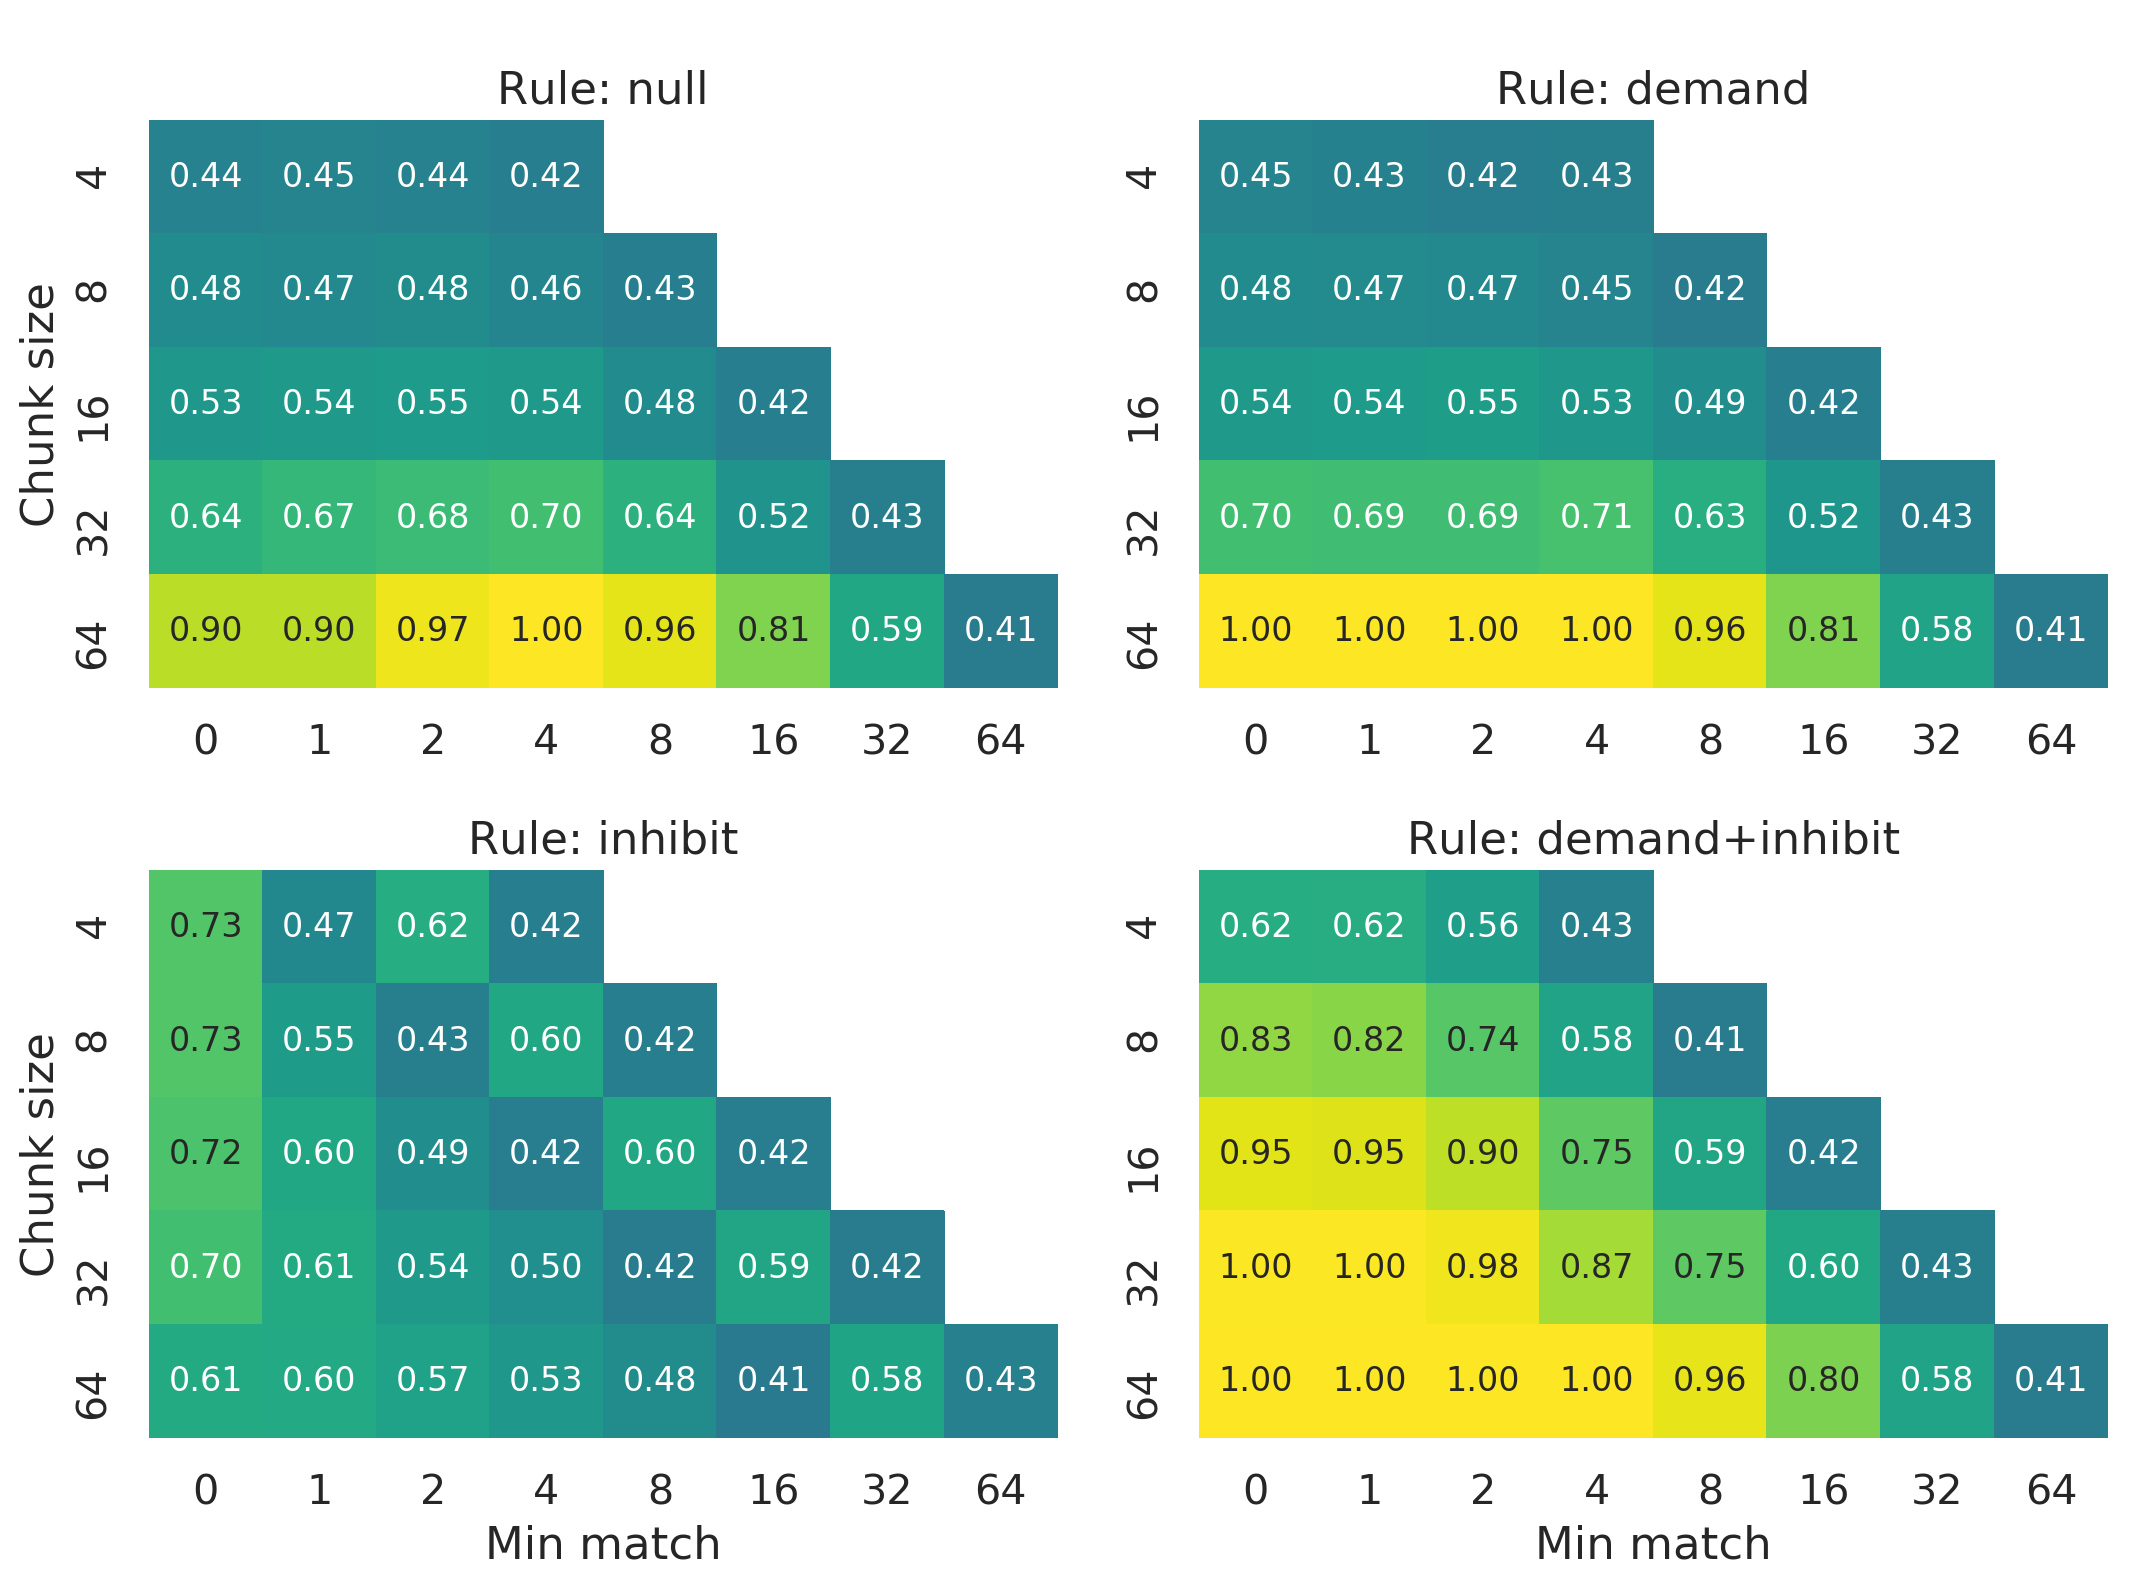 Rule: null
4 0.44 0.45 0.44 0.42
8 0.48 0.47 0.48 0.46 0.43
16 0.53 0.54 0.55 0.54 0.48 0.42
32 0.64 0.67 0.68 0.70 0.64 0.52 0.43
64 0.90 0.90 0.97 1.00 0.96 0.81 0.59 0.41
Chunk size
0 1 2 4 8 16 32 64
Rule: demand
4 0.45 0.43 0.42 0.43
8 0.48 0.47 0.47 0.45 0.42
16 0.54 0.54 0.55 0.53 0.49 0.42
32 0.70 0.69 0.69 0.71 0.63 0.52 0.43
64 1.00 1.00 1.00 1.00 0.96 0.81 0.58 0.41
0 1 2 4 8 16 32 64
Rule: inhibit
4 0.73 0.47 0.62 0.42
8 0.73 0.55 0.43 0.60 0.42
16 0.72 0.60 0.49 0.42 0.60 0.42
32 0.70 0.61 0.54 0.50 0.42 0.59 0.42
64 0.61 0.60 0.57 0.53 0.48 0.41 0.58 0.43
Chunk size
0 1 2 4 8 16 32 64
Min match
Rule: demand+inhibit
4 0.62 0.62 0.56 0.43
8 0.83 0.82 0.74 0.58 0.41
16 0.95 0.95 0.90 0.75 0.59 0.42
32 1.00 1.00 0.98 0.87 0.75 0.60 0.43
64 1.00 1.00 1.00 1.00 0.96 0.80 0.58 0.41
0 1 2 4 8 16 32 64
Min match